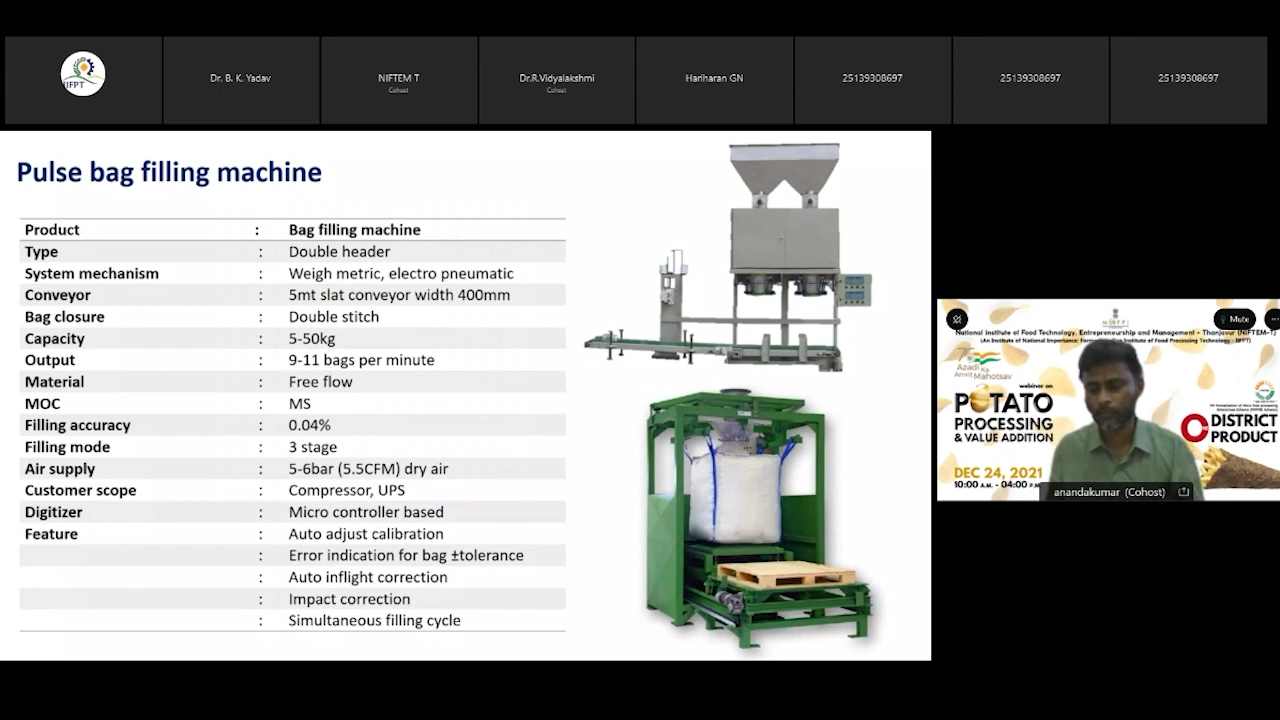 IIFPT
Dr. B. K. Yadav
NIFTEM T
Cohost
Dr.R.Vidyalakshmi
Cohost
Hariharan GN
25139308697
25139308697
25139308697
Pulse bag filling machine
Product : Bag filling machine
Type : Double header
System mechanism : Weigh metric, electro pneumatic
Conveyor : 5mt slat conveyor width 400mm
Bag closure : Double stitch
Capacity : 5-50kg
Output : 9-11 bags per minute
Material : Free flow
MOC : MS
Filling accuracy : 0.04%
Filling mode : 3 stage
Air supply : 5-6bar (5.5CFM) dry air
Customer scope : Compressor, UPS
Digitizer : Micro controller based
Feature : Auto adjust calibration
: Error indication for bag ±tolerance
: Auto inflight correction
: Impact correction
: Simultaneous filling cycle
Mute
National Institute of Food Technology, Entrepreneurship and Management - Thanjavur (NIFTEM-T)
(An Institute of National Importance; Institute of Food Processing Technology - IIFPT)
Azadi Ka
Amrit Mahotsav
webinar on
POTATO
PROCESSING
& VALUE ADDITION
DISTRICT
PRODUCT
DEC 24, 2021
10:00 A.M. - 04:00 P.M.
anandakumar (Cohost)